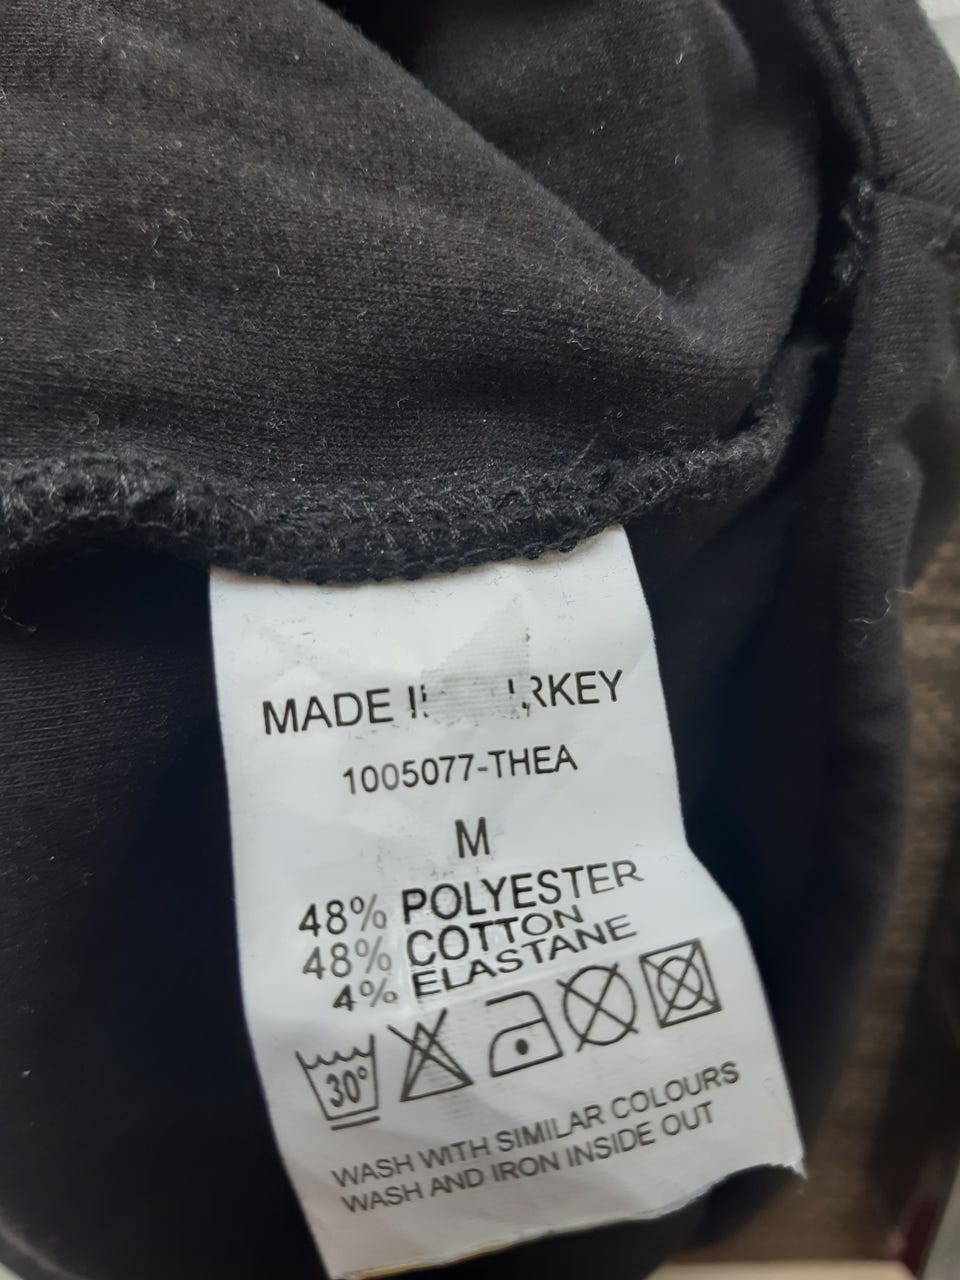 MADE RKEY
1005077-THEA
M
48% POLYESTER
48% COTTON
4% ELASTANE
30°
WASH WITH SIMILAR COLOURS
WASH AND IRON INSIDE OUT